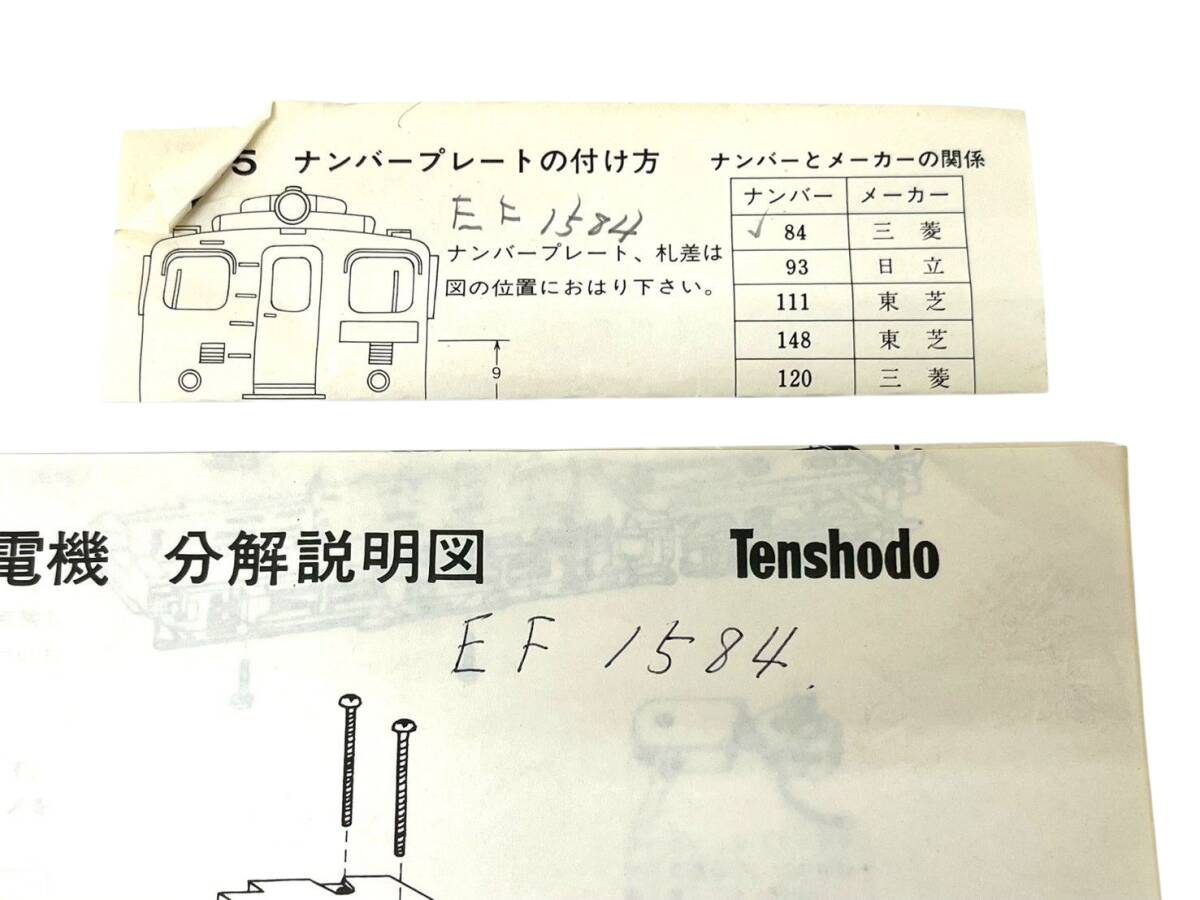 5 ナンバープレートの付け方
EF 1584
ナンバープレート、札差は
図の位置におはり下さい。
9
ナンバーとメーカーの関係
ナンバー メーカー
✓84 三菱
93 日立
111 東芝
148 東芝
120 三菱
電機 分解説明図 Tenshodo
EF 1584.